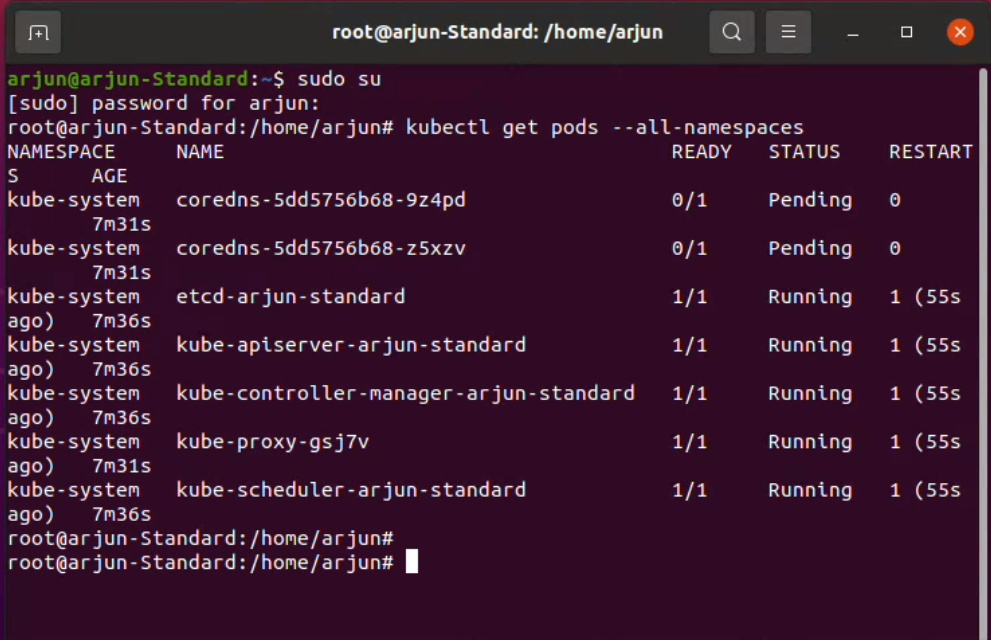 root@arjun-Standard: /home/arjun
arjun@arjun-Standard:~$ sudo su
[sudo] password for arjun:
root@arjun-Standard:/home/arjun# kubectl get pods --all-namespaces
NAMESPACE     NAME                                     READY   STATUS    RESTART
S      AGE
kube-system   coredns-5dd5756b68-9z4pd                 0/1     Pending   0
       7m31s
kube-system   coredns-5dd5756b68-z5xzv                 0/1     Pending   0
       7m31s
kube-system   etcd-arjun-standard                      1/1     Running   1 (55s
ago)   7m36s
kube-system   kube-apiserver-arjun-standard            1/1     Running   1 (55s
ago)   7m36s
kube-system   kube-controller-manager-arjun-standard   1/1     Running   1 (55s
ago)   7m36s
kube-system   kube-proxy-gsj7v                         1/1     Running   1 (55s
ago)   7m31s
kube-system   kube-scheduler-arjun-standard            1/1     Running   1 (55s
ago)   7m36s
root@arjun-Standard:/home/arjun#
root@arjun-Standard:/home/arjun#